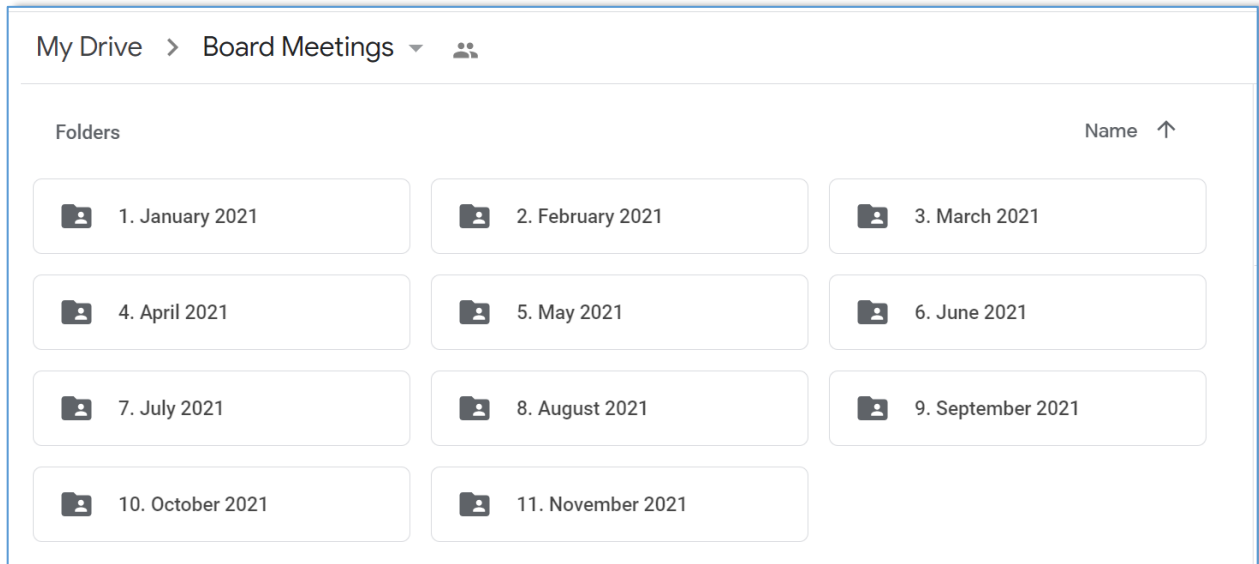 My Drive > Board Meetings
Folders Name ↑
1. January 2021 2. February 2021 3. March 2021
4. April 2021 5. May 2021 6. June 2021
7. July 2021 8. August 2021 9. September 2021
10. October 2021 11. November 2021